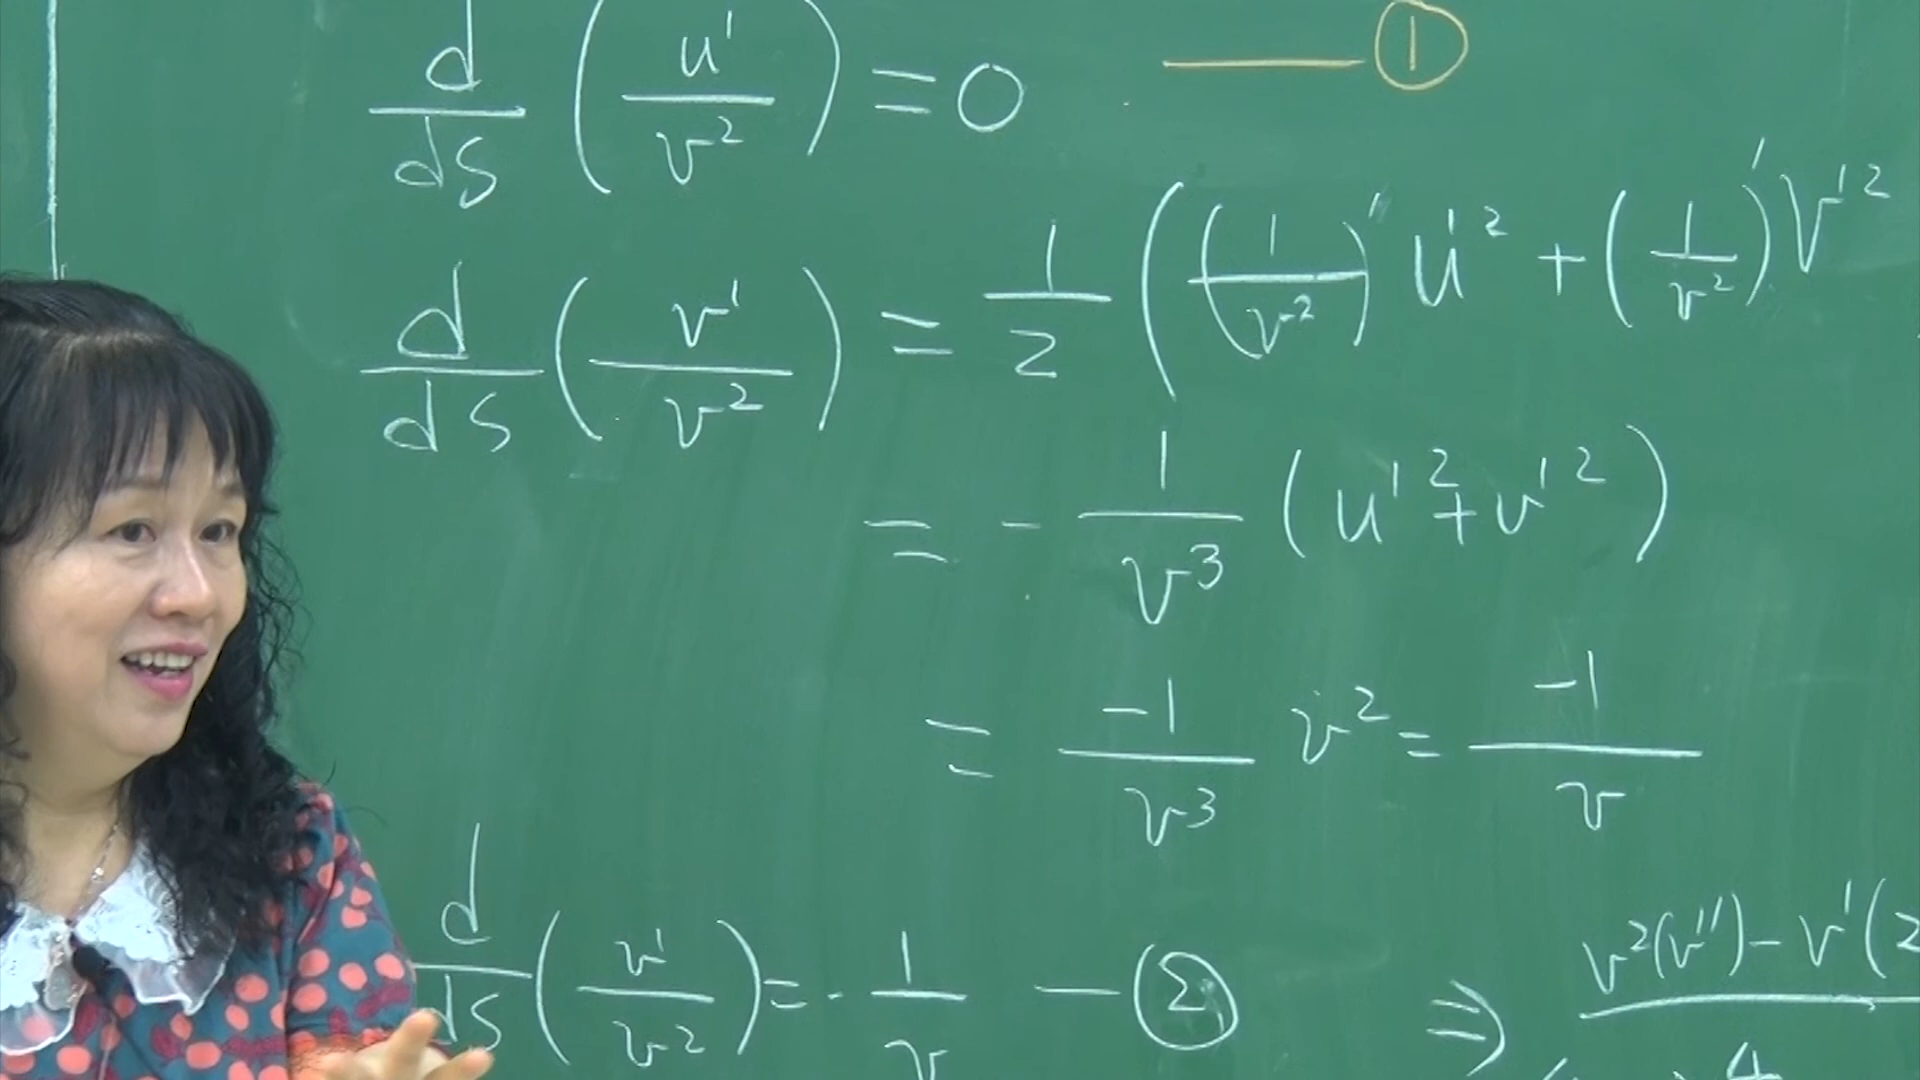 d/ds (u'/v²) = 0 —— ①
d/ds (v'/v²) = 1/2 ((1/v²)' u'² + (1/v²)' v'²
= - 1/v³ (u'² + v'²)
= -1/v³ v² = -1/v
d/ds (v'/v²) = - 1/v — ②
⇒ v²(v'') - v'(2
4